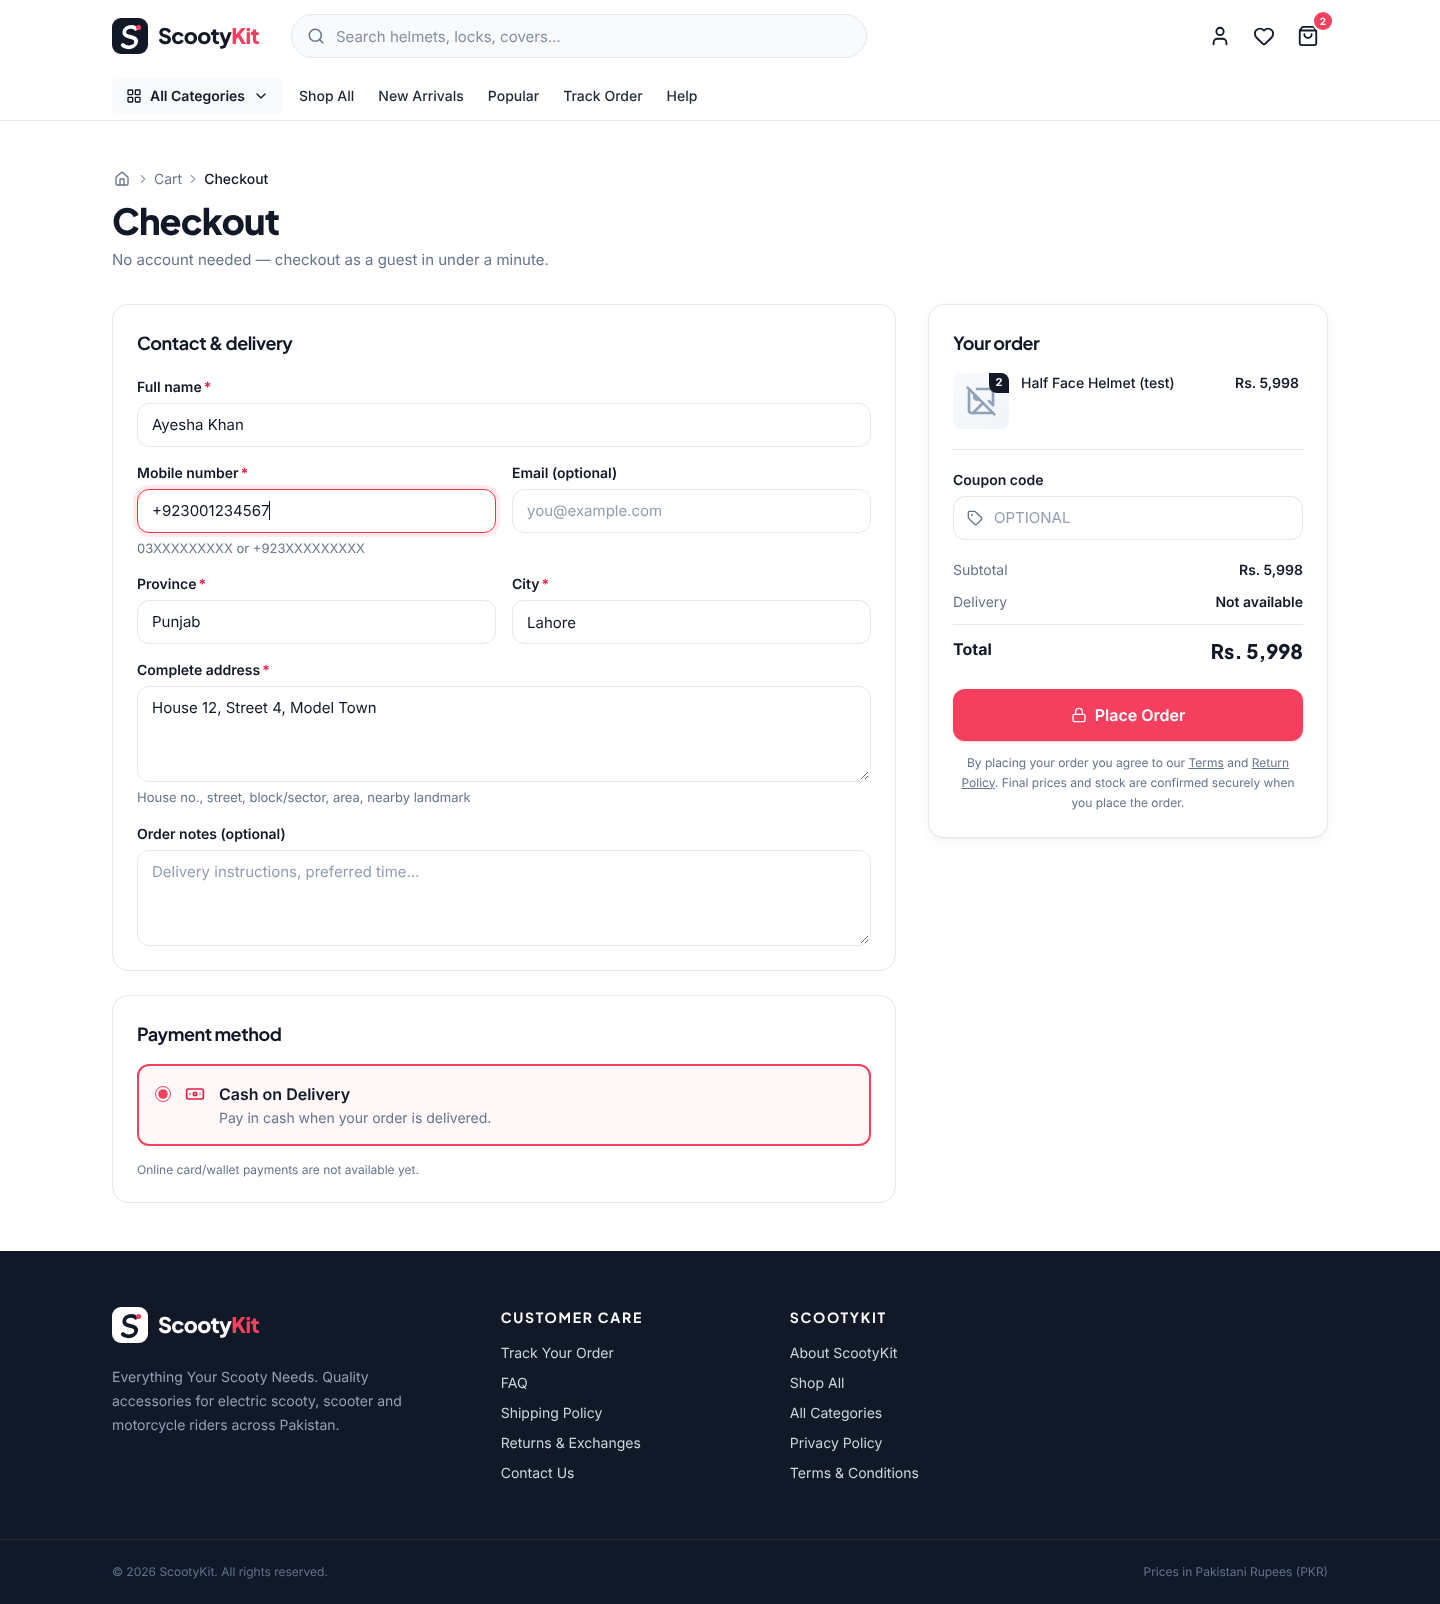 ScootyKit
Search helmets, locks, covers...
2
All Categories
Shop All
New Arrivals
Popular
Track Order
Help
Cart
Checkout
Checkout
No account needed — checkout as a guest in under a minute.
Contact & delivery
Full name*
Ayesha Khan
Mobile number*
Email (optional)
+923001234567
you@example.com
03XXXXXXXXX or +923XXXXXXXXX
Province*
City*
Punjab
Lahore
Complete address*
House 12, Street 4, Model Town
House no., street, block/sector, area, nearby landmark
Order notes (optional)
Delivery instructions, preferred time...
Payment method
Cash on Delivery
Pay in cash when your order is delivered.
Online card/wallet payments are not available yet.
Your order
2
Half Face Helmet (test)
Rs. 5,998
Coupon code
OPTIONAL
Subtotal
Rs. 5,998
Delivery
Not available
Total
Rs. 5,998
Place Order
By placing your order you agree to our Terms and Return
Policy. Final prices and stock are confirmed securely when
you place the order.
ScootyKit
Everything Your Scooty Needs. Quality
accessories for electric scooty, scooter and
motorcycle riders across Pakistan.
CUSTOMER CARE
Track Your Order
FAQ
Shipping Policy
Returns & Exchanges
Contact Us
SCOOTYKIT
About ScootyKit
Shop All
All Categories
Privacy Policy
Terms & Conditions
© 2026 ScootyKit. All rights reserved.
Prices in Pakistani Rupees (PKR)